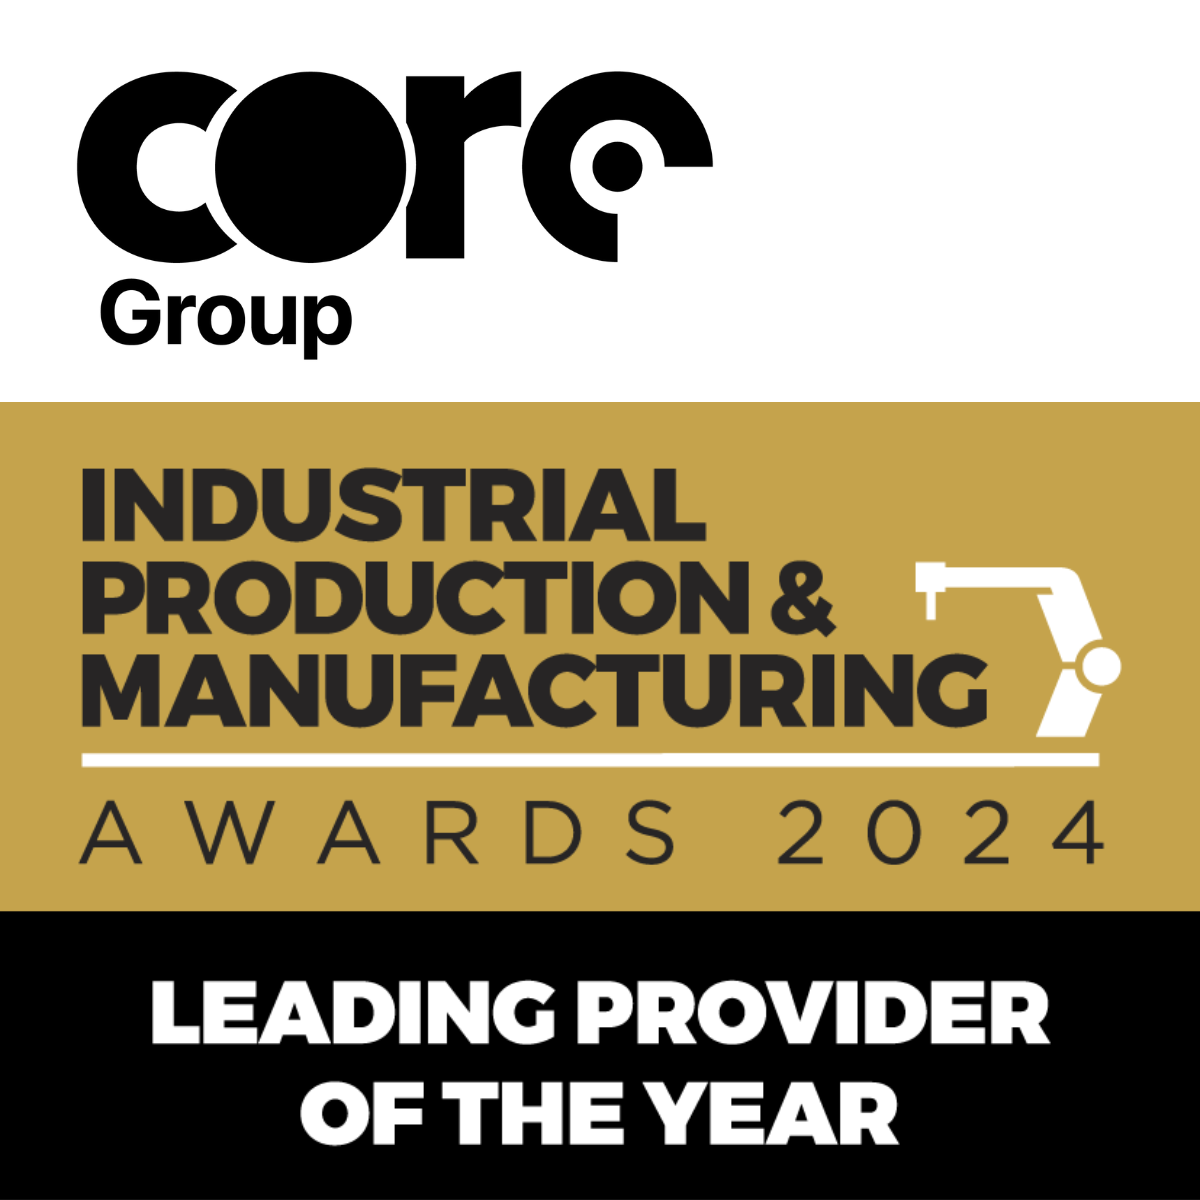 core
Group
INDUSTRIAL
PRODUCTION &
MANUFACTURING
AWARDS 2024
LEADING PROVIDER
OF THE YEAR